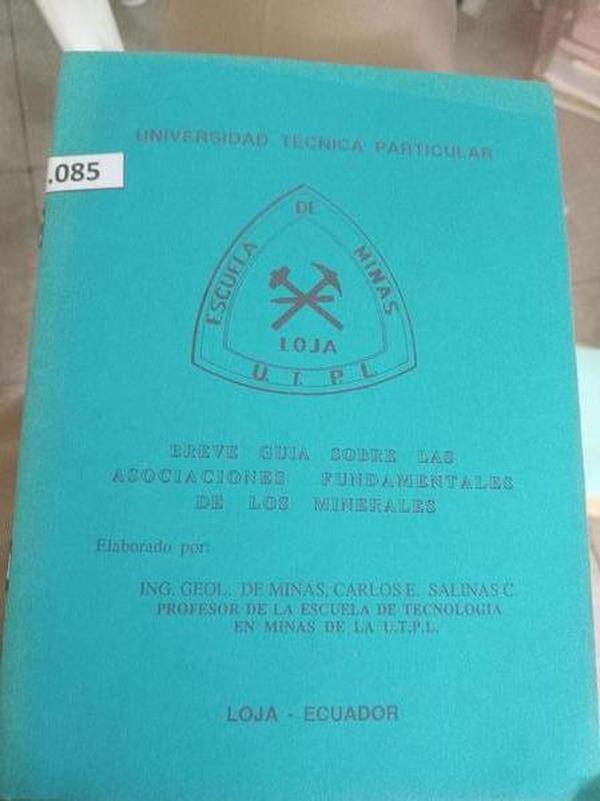 UNIVERSIDAD TECNICA PARTICULAR
.085
ESCUELA DE MINAS
LOJA
U. T. P. L.
BREVE GUIA SOBRE LAS
ASOCIACIONES FUNDAMENTALES
DE LOS MINERALES
Elaborado por:
ING. GEOL. DE MINAS, CARLOS E. SALINAS C.
PROFESOR DE LA ESCUELA DE TECNOLOGIA
EN MINAS DE LA U.T.P.L.
LOJA - ECUADOR